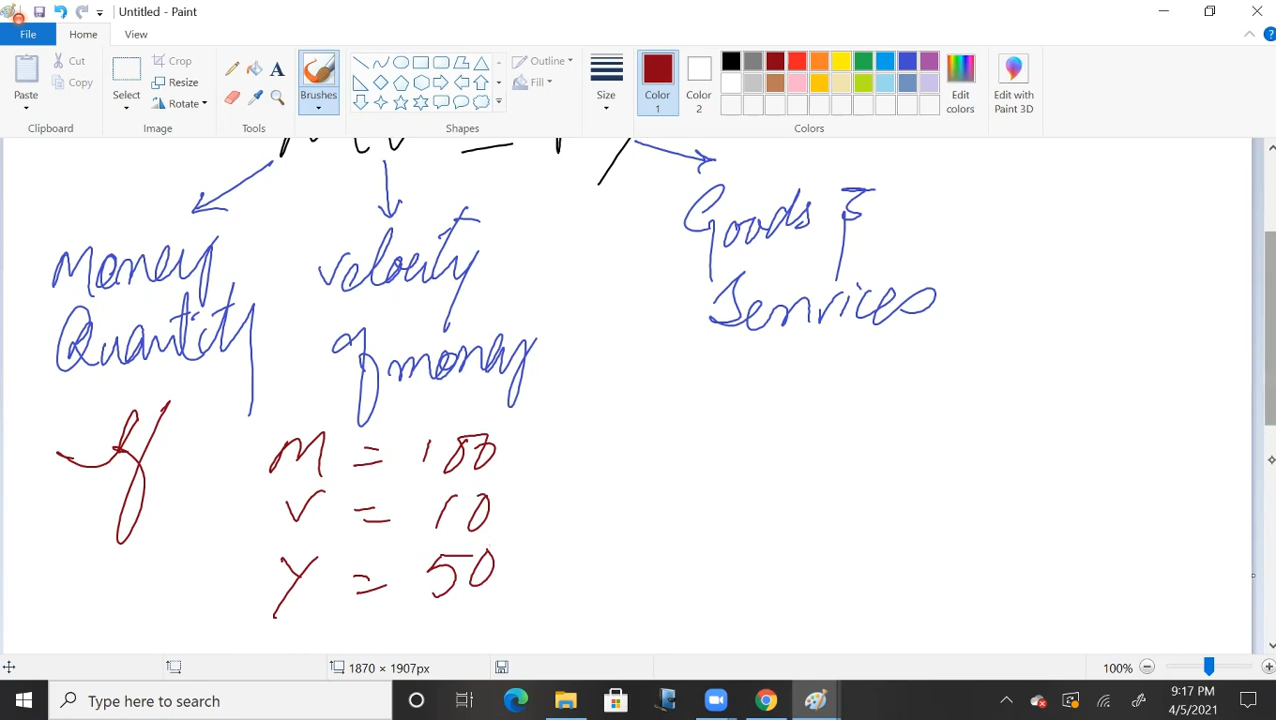 Untitled - Paint
File Home View
Cut
Copy
Paste
Clipboard
Crop
Resize
Rotate
Select
Image
Tools
Brushes
Outline
Fill
Shapes
Size
Color 1
Color 2
Edit colors
Edit with Paint 3D
Colors
Goods &
Services
Money velocity
Quantity of money
If M = 100
V = 10
Y = 50
1870 × 1907px
100%
Type here to search
9:17 PM
4/5/2021